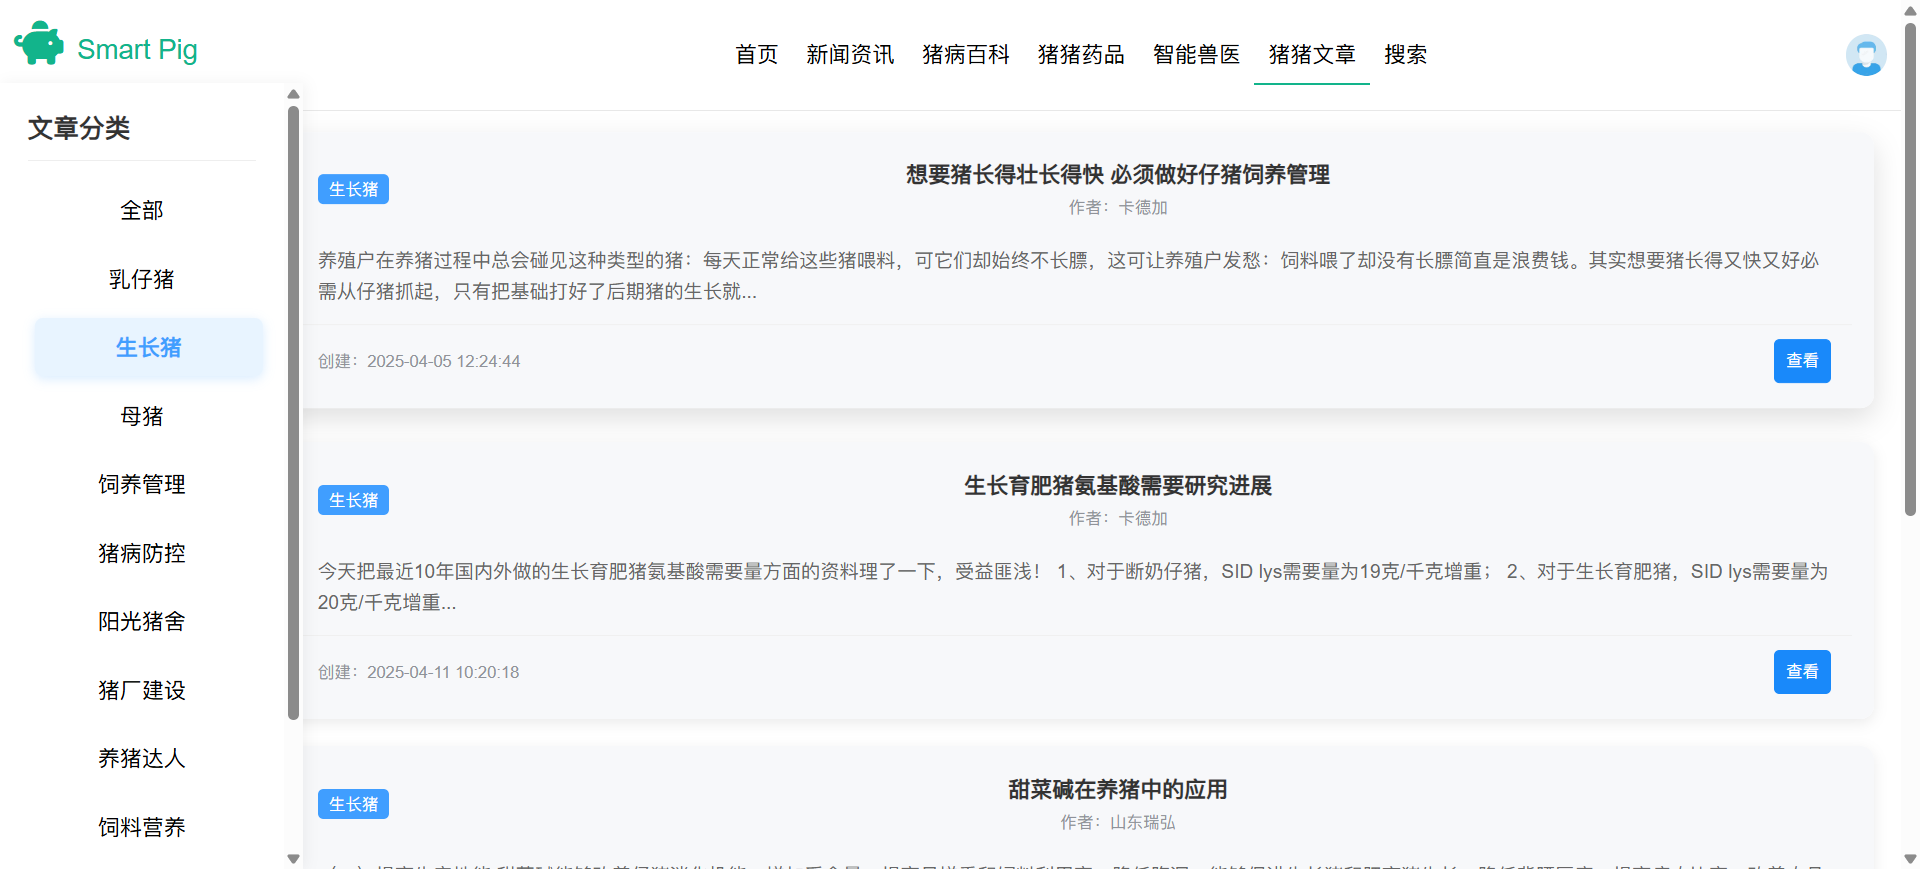 Smart Pig
首页 新闻资讯 猪病百科 猪猪药品 智能兽医 猪猪文章 搜索
文章分类
全部
乳仔猪
生长猪
母猪
饲养管理
猪病防控
阳光猪舍
猪厂建设
养猪达人
饲料营养
生长猪
想要猪长得壮长得快 必须做好仔猪饲养管理
作者：卡德加
养殖户在养猪过程中总会碰见这种类型的猪：每天正常给这些猪喂料，可它们却始终不长膘，这可让养殖户发愁：饲料喂了却没有长膘简直是浪费钱。其实想要猪长得又快又好必
需从仔猪抓起，只有把基础打好了后期猪的生长就...
创建：2025-04-05 12:24:44
查看
生长猪
生长育肥猪氨基酸需要研究进展
作者：卡德加
今天把最近10年国内外做的生长育肥猪氨基酸需要量方面的资料理了一下，受益匪浅！ 1、对于断奶仔猪，SID lys需要量为19克/千克增重； 2、对于生长育肥猪，SID lys需要量为
20克/千克增重...
创建：2025-04-11 10:20:18
查看
生长猪
甜菜碱在养猪中的应用
作者：山东瑞弘